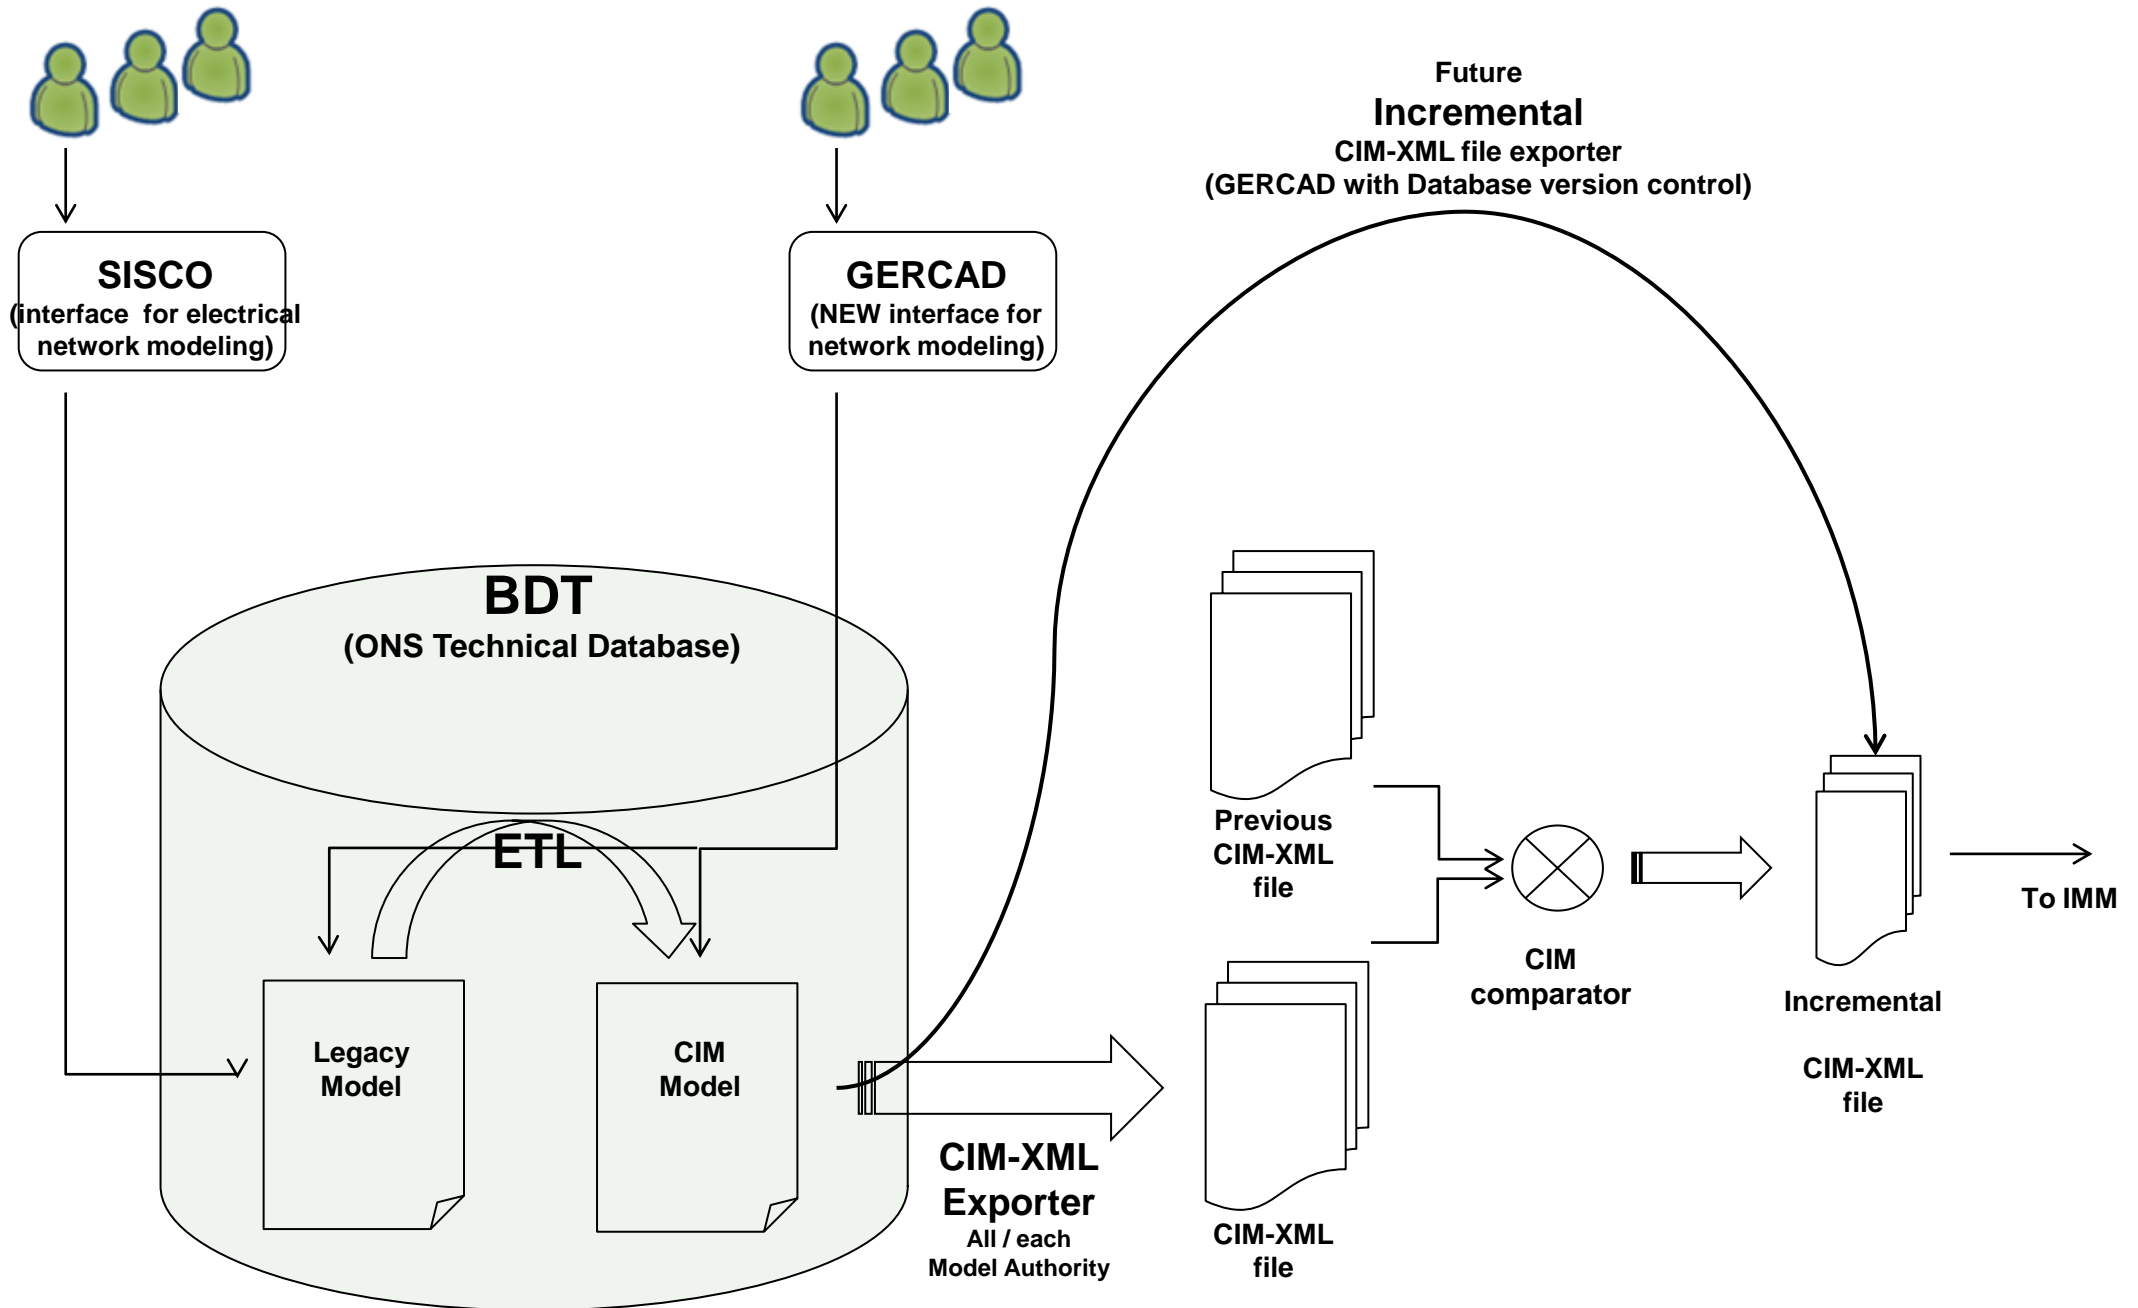 Future
Incremental
CIM-XML file exporter
(GERCAD with Database version control)
SISCO
(interface for electrical
network modeling)
GERCAD
(NEW interface for
network modeling)
BDT
(ONS Technical Database)
ETL
Legacy
Model
CIM
Model
CIM-XML
Exporter
All / each
Model Authority
Previous
CIM-XML
file
CIM-XML
file
CIM
comparator
Incremental
CIM-XML
file
To IMM